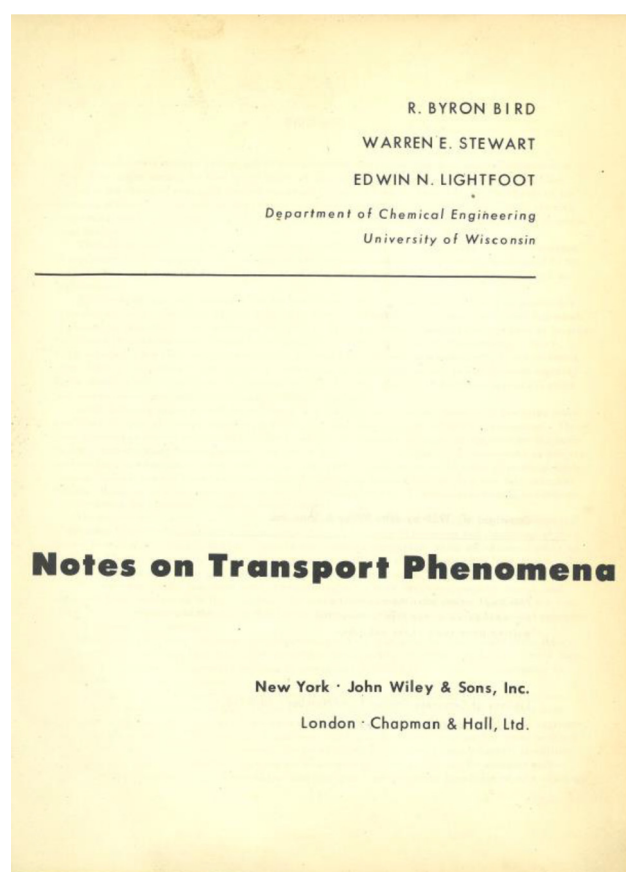 R. BYRON BIRD
WARREN E. STEWART
EDWIN N. LIGHTFOOT
Department of Chemical Engineering
University of Wisconsin
Notes on Transport Phenomena
New York · John Wiley & Sons, Inc.
London · Chapman & Hall, Ltd.